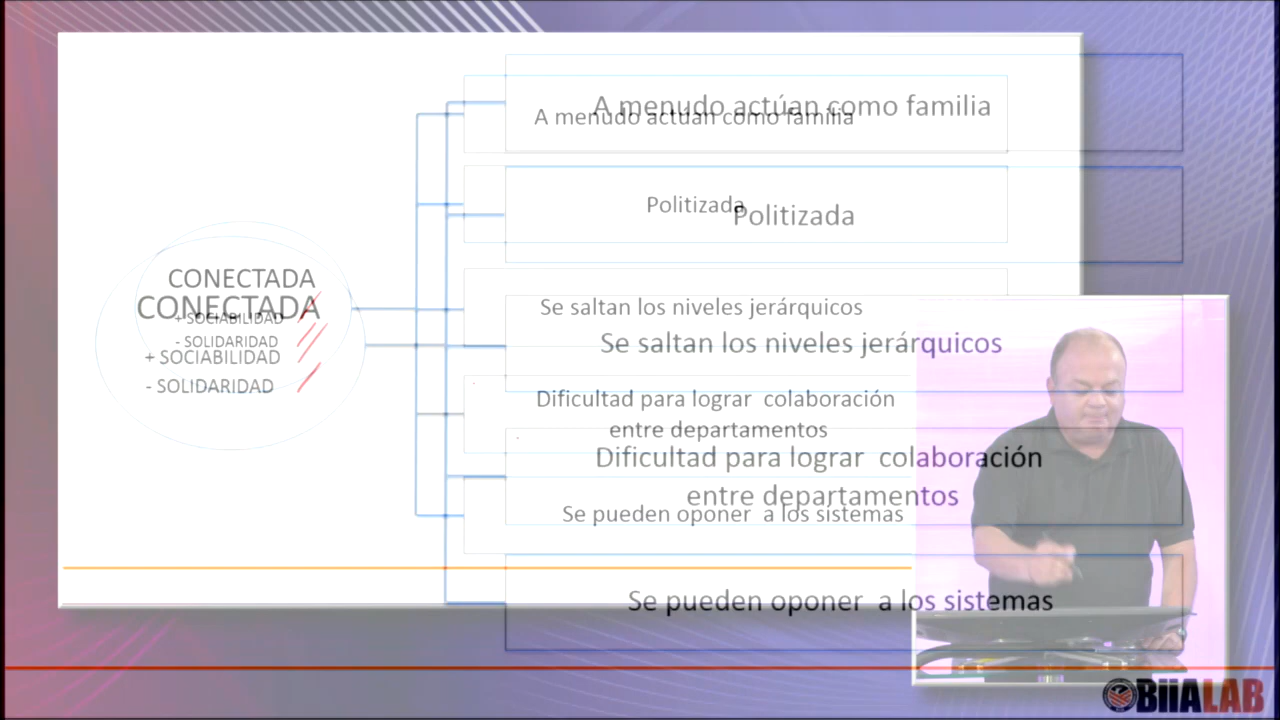 A menudo actúan como familia
A menudo actúan como familia
Politizada
Politizada
CONECTADA
CONECTADA
+ SOCIABILIDAD
- SOLIDARIDAD
+ SOCIABILIDAD
- SOLIDARIDAD
Se saltan los niveles jerárquicos
Se saltan los niveles jerárquicos
Dificultad para lograr colaboración
entre departamentos
Dificultad para lograr colaboración
entre departamentos
Se pueden oponer a los sistemas
Se pueden oponer a los sistemas
BiiALAB